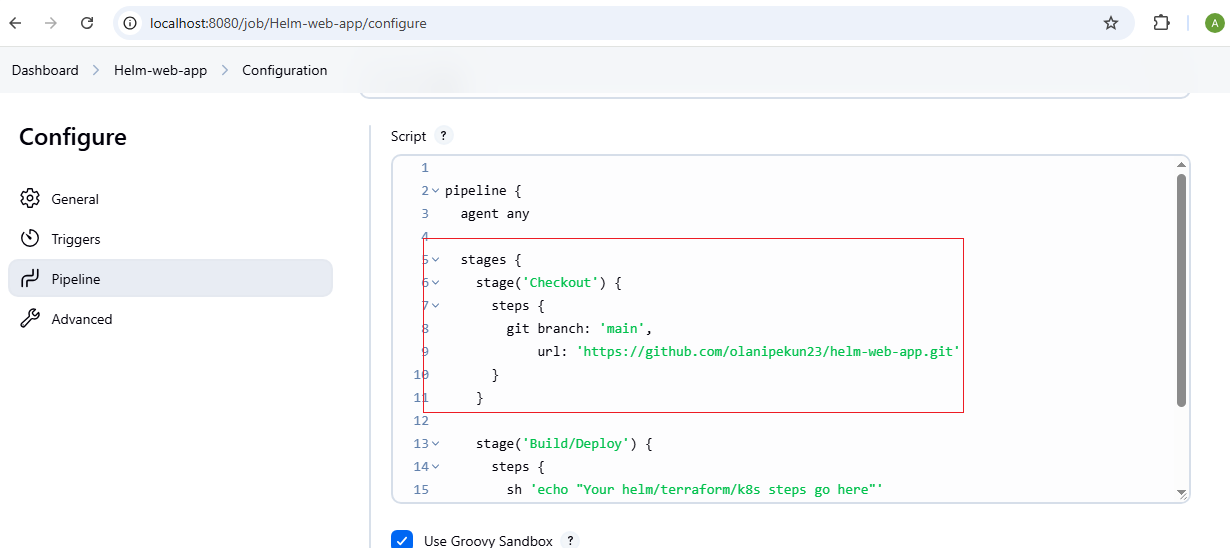 localhost:8080/job/Helm-web-app/configure
A
Dashboard > Helm-web-app > Configuration
Configure
General
Triggers
Pipeline
Advanced
Script ?
1
2 pipeline {
3   agent any
4
5   stages {
6     stage('Checkout') {
7       steps {
8         git branch: 'main',
9             url: 'https://github.com/olanipekun23/helm-web-app.git'
10       }
11     }
12
13     stage('Build/Deploy') {
14       steps {
15         sh 'echo "Your helm/terraform/k8s steps go here"'
Use Groovy Sandbox ?